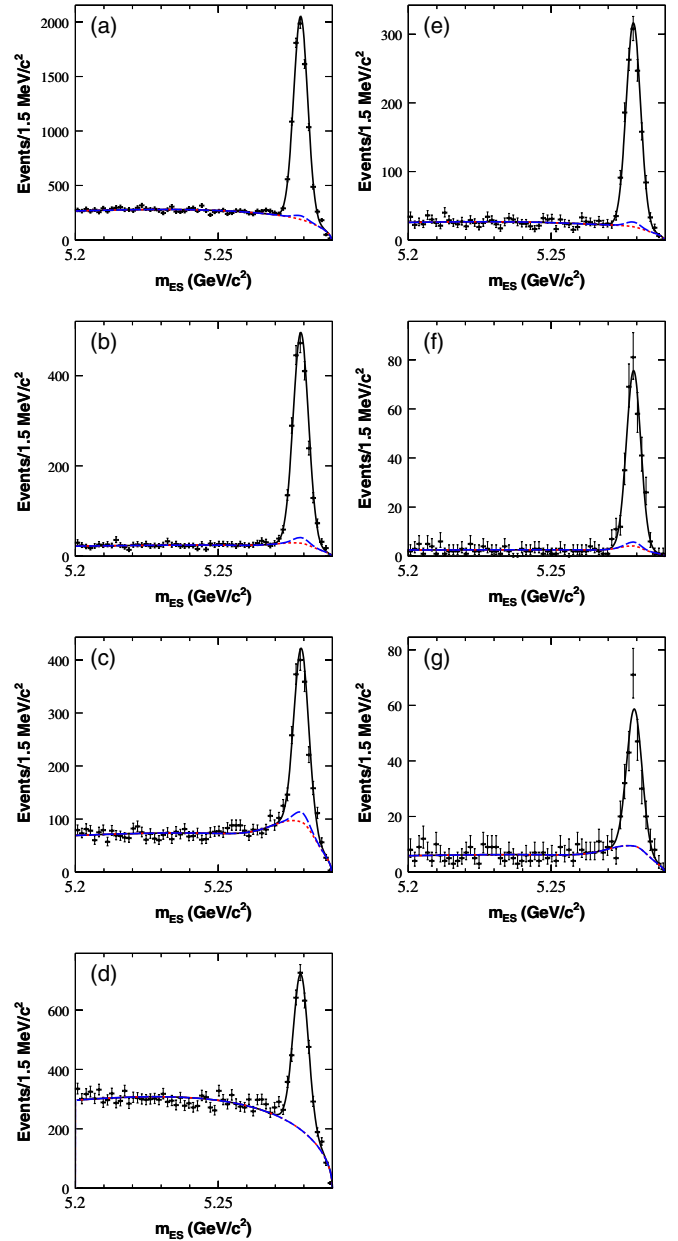 (a)
Events/1.5 MeV/c²
2000
1500
1000
500
0
5.2
5.25
m_ES (GeV/c²)
(e)
Events/1.5 MeV/c²
300
200
100
0
5.2
5.25
m_ES (GeV/c²)
(b)
Events/1.5 MeV/c²
400
200
0
5.2
5.25
m_ES (GeV/c²)
(f)
Events/1.5 MeV/c²
80
60
40
20
0
5.2
5.25
m_ES (GeV/c²)
(c)
Events/1.5 MeV/c²
400
300
200
100
0
5.2
5.25
m_ES (GeV/c²)
(g)
Events/1.5 MeV/c²
80
60
40
20
0
5.2
5.25
m_ES (GeV/c²)
(d)
Events/1.5 MeV/c²
600
400
200
0
5.2
5.25
m_ES (GeV/c²)